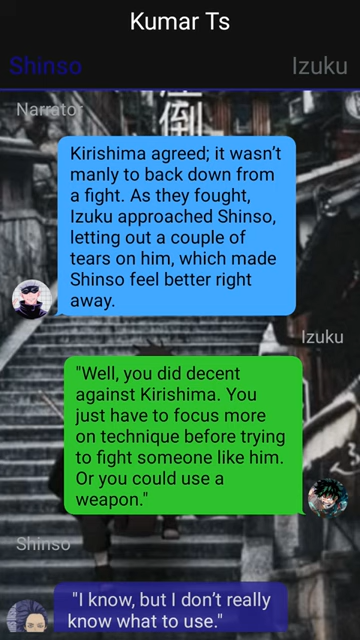 Kumar Ts
Shinso
Izuku
Narrator
倒
Kirishima agreed; it wasn't
manly to back down from
a fight. As they fought,
Izuku approached Shinso,
letting out a couple of
tears on him, which made
Shinso feel better right
away.
Izuku
"Well, you did decent
against Kirishima. You
just have to focus more
on technique before trying
to fight someone like him.
Or you could use a
weapon."
Shinso
"I know, but I don't really
know what to use."